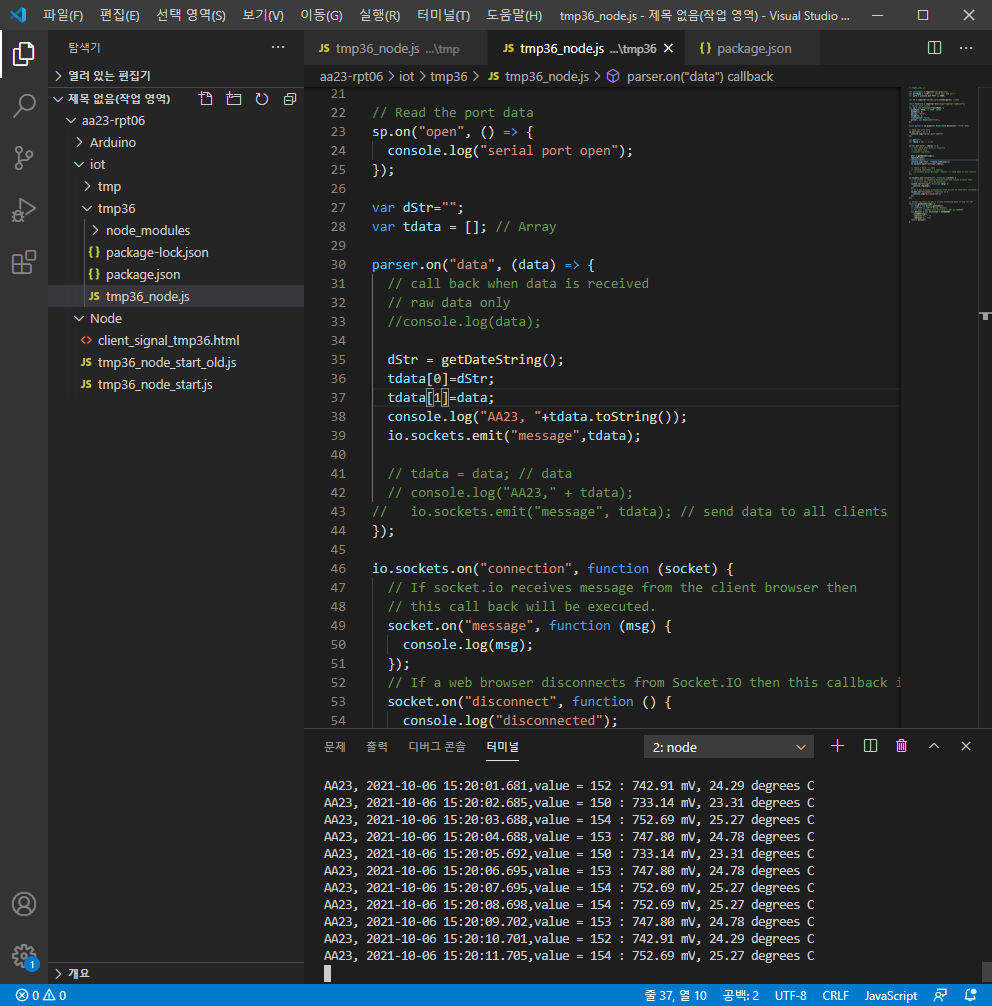 파일(F) 편집(E) 선택 영역(S) 보기(V) 이동(G) 실행(R) 터미널(T) 도움말(H) tmp36_node.js - 제목 없음(작업 영역) - Visual Studio ...
탐색기 ...
열려 있는 편집기
제목 없음(작업 영역)
aa23-rpt06
Arduino
iot
tmp
tmp36
node_modules
{} package-lock.json
{} package.json
JS tmp36_node.js
Node
<> client_signal_tmp36.html
JS tmp36_node_start_old.js
JS tmp36_node_start.js
개요
JS tmp36_node.js ...\tmp JS tmp36_node.js ...\tmp36 {} package.json
aa23-rpt06 > iot > tmp36 > JS tmp36_node.js > parser.on("data") callback
21
22 // Read the port data
23 sp.on("open", () => {
24 console.log("serial port open");
25 });
26
27 var dStr="";
28 var tdata = []; // Array
29
30 parser.on("data", (data) => {
31 // call back when data is received
32 // raw data only
33 //console.log(data);
34
35 dStr = getDateString();
36 tdata[0]=dStr;
37 tdata[1]=data;
38 console.log("AA23, "+tdata.toString());
39 io.sockets.emit("message",tdata);
40
41 // tdata = data; // data
42 // console.log("AA23," + tdata);
43 // io.sockets.emit("message", tdata); // send data to all clients
44 });
45
46 io.sockets.on("connection", function (socket) {
47 // If socket.io receives message from the client browser then
48 // this call back will be executed.
49 socket.on("message", function (msg) {
50 console.log(msg);
51 });
52 // If a web browser disconnects from Socket.IO then this callback i
53 socket.on("disconnect", function () {
54 console.log("disconnected");
문제 출력 디버그 콘솔 터미널 2: node
AA23, 2021-10-06 15:20:01.681,value = 152 : 742.91 mV, 24.29 degrees C
AA23, 2021-10-06 15:20:02.685,value = 150 : 733.14 mV, 23.31 degrees C
AA23, 2021-10-06 15:20:03.688,value = 154 : 752.69 mV, 25.27 degrees C
AA23, 2021-10-06 15:20:04.688,value = 153 : 747.80 mV, 24.78 degrees C
AA23, 2021-10-06 15:20:05.692,value = 150 : 733.14 mV, 23.31 degrees C
AA23, 2021-10-06 15:20:06.695,value = 153 : 747.80 mV, 24.78 degrees C
AA23, 2021-10-06 15:20:07.695,value = 154 : 752.69 mV, 25.27 degrees C
AA23, 2021-10-06 15:20:08.698,value = 154 : 752.69 mV, 25.27 degrees C
AA23, 2021-10-06 15:20:09.702,value = 153 : 747.80 mV, 24.78 degrees C
AA23, 2021-10-06 15:20:10.701,value = 152 : 742.91 mV, 24.29 degrees C
AA23, 2021-10-06 15:20:11.705,value = 154 : 752.69 mV, 25.27 degrees C
1
0 0 줄 37, 열 10 공백: 2 UTF-8 CRLF JavaScript